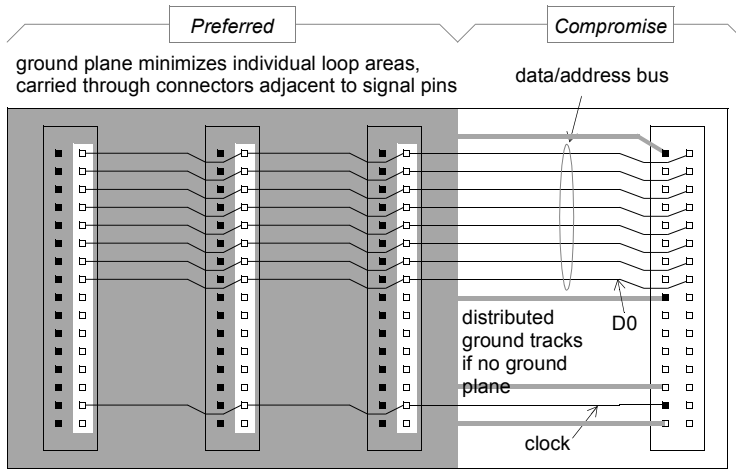 Preferred
Compromise
ground plane minimizes individual loop areas,
carried through connectors adjacent to signal pins
data/address bus
distributed
ground tracks
if no ground
plane
D0
clock